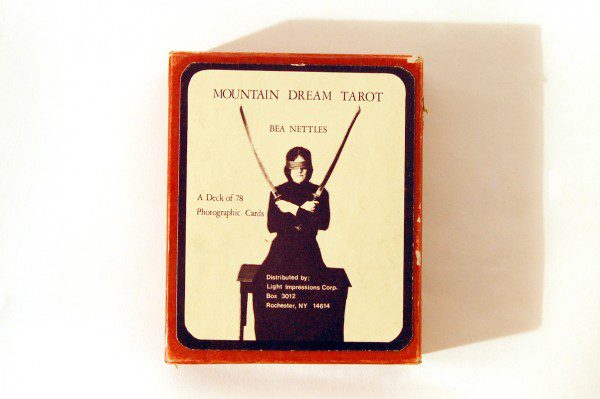 MOUNTAIN DREAM TAROT
BEA NETTLES
A Deck of 78
Photographic Cards
Distributed by:
Light Impressions Corp.
Box 3012
Rochester, NY 14614